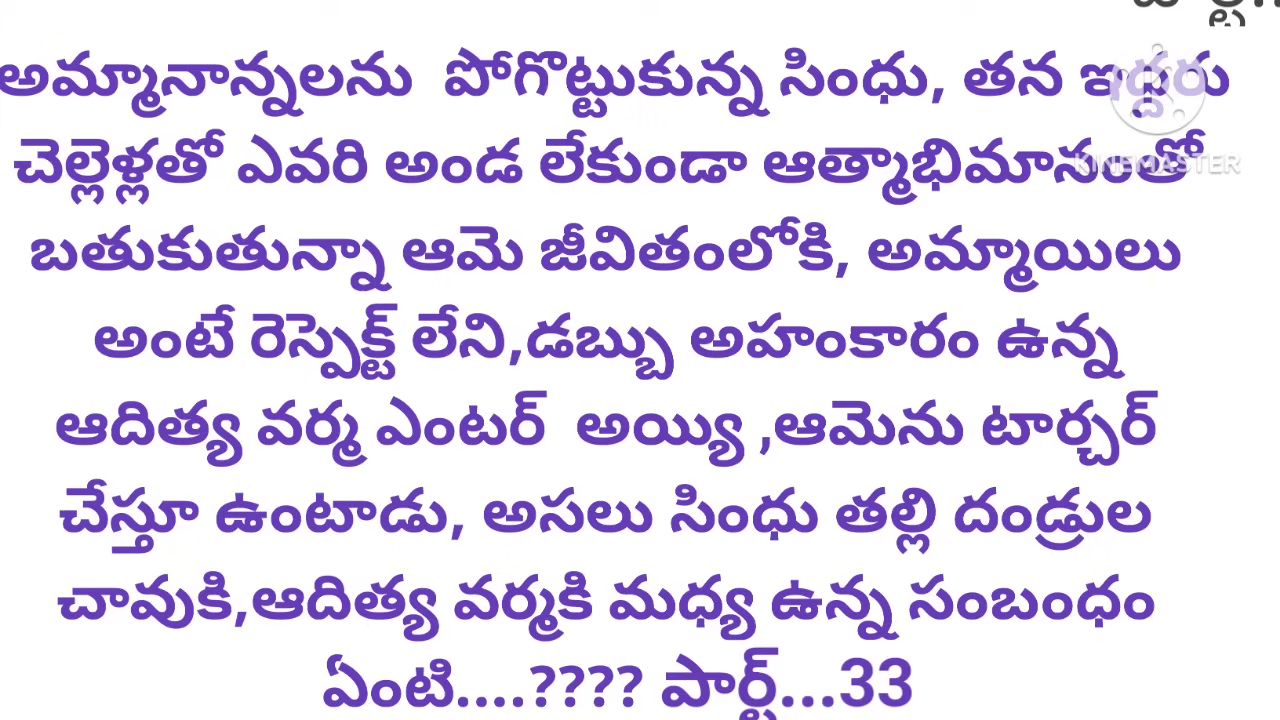 అమ్మానాన్నలను పోగొట్టుకున్న సింధు, తన ఇద్దరు
చెల్లెళ్లతో ఎవరి అండ లేకుండా ఆత్మాభిమానంతో
బతుకుతున్నా ఆమె జీవితంలోకి, అమ్మాయిలు
అంటే రెస్పెక్ట్ లేని,డబ్బు అహంకారం ఉన్న
ఆదిత్య వర్మ ఎంటర్ అయ్యి ,ఆమెను టార్చర్
చేస్తూ ఉంటాడు, అసలు సింధు తల్లి దండ్రుల
చావుకి,ఆదిత్య వర్మకి మధ్య ఉన్న సంబంధం
ఏంటి....???? పార్ట్...33
KINEMASTER